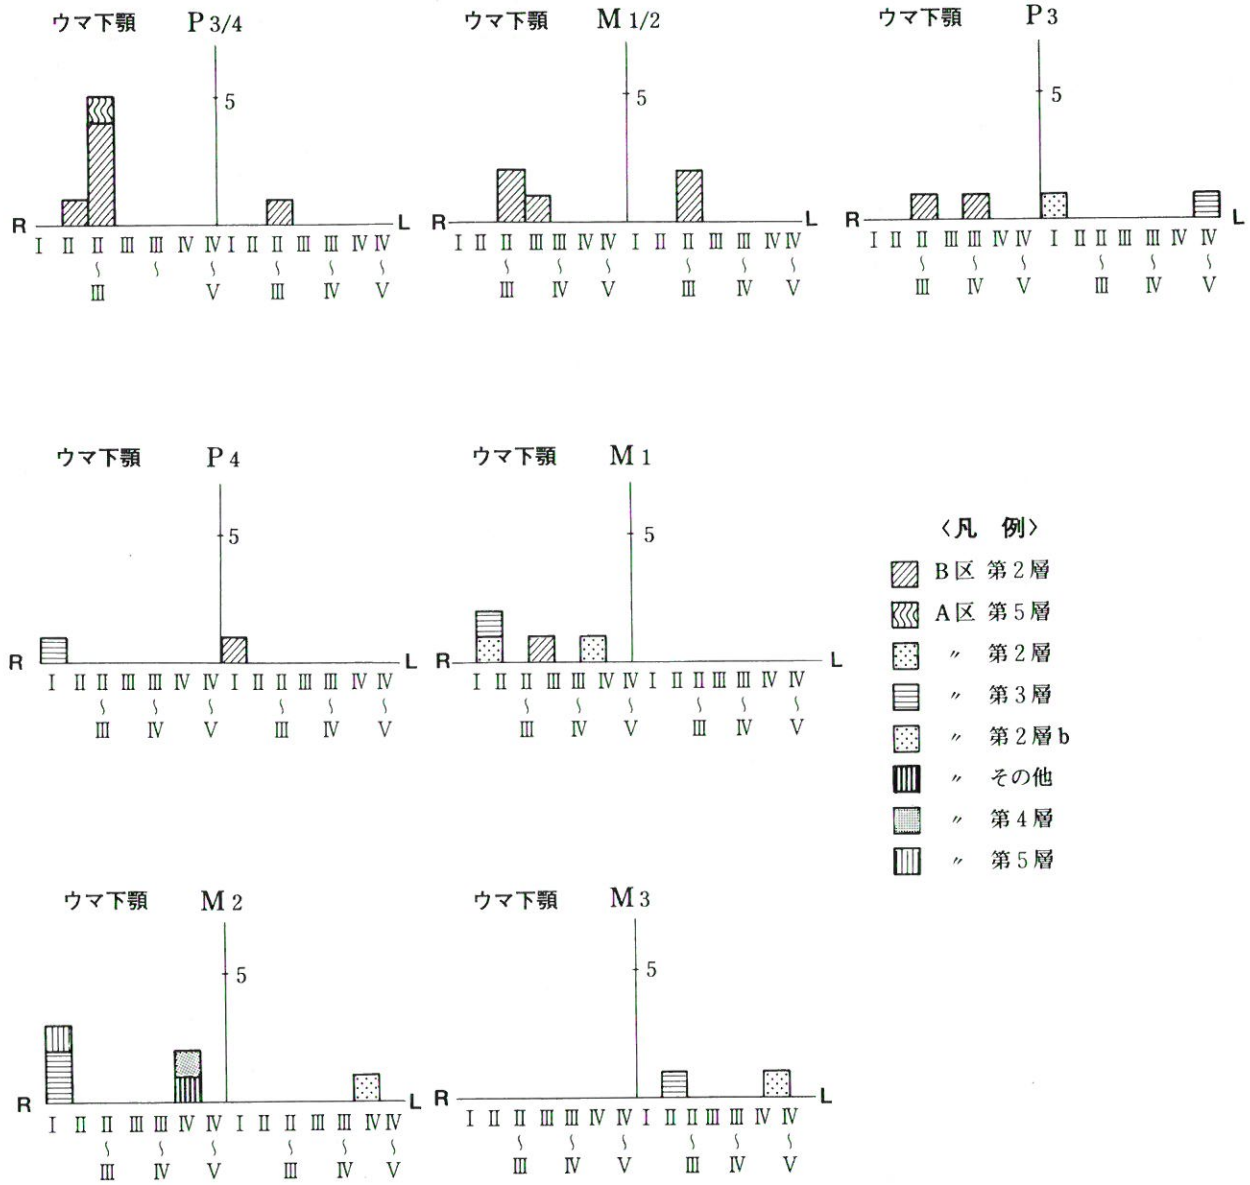 ウマ下顎 P 3/4
5
R L
I II II III III IV IV I II II III III IV IV
〜 〜 〜 〜 〜 〜
III V III IV V
ウマ下顎 M 1/2
5
R L
I II II III III IV IV I II II III III IV IV
〜 〜 〜 〜 〜 〜
III IV V III IV V
ウマ下顎 P 3
5
R L
I II II III III IV IV I II II III III IV IV
〜 〜 〜 〜 〜 〜
III IV V III IV V
ウマ下顎 P 4
5
R L
I II II III III IV IV I II II III III IV IV
〜 〜 〜 〜 〜 〜
III IV V III IV V
ウマ下顎 M 1
5
R L
I II II III III IV IV I II II III III IV IV
〜 〜 〜 〜 〜 〜
III IV V III IV V
〈凡 例〉
B区 第2層
A区 第5層
〃 第2層
〃 第3層
〃 第2層b
〃 その他
〃 第4層
〃 第5層
ウマ下顎 M 2
5
R L
I II II III III IV IV I II II III III IV IV
〜 〜 〜 〜 〜 〜
III IV V III IV V
ウマ下顎 M 3
5
R L
I II II III III IV IV I II II III III IV IV
〜 〜 〜 〜 〜 〜
III IV V III IV V